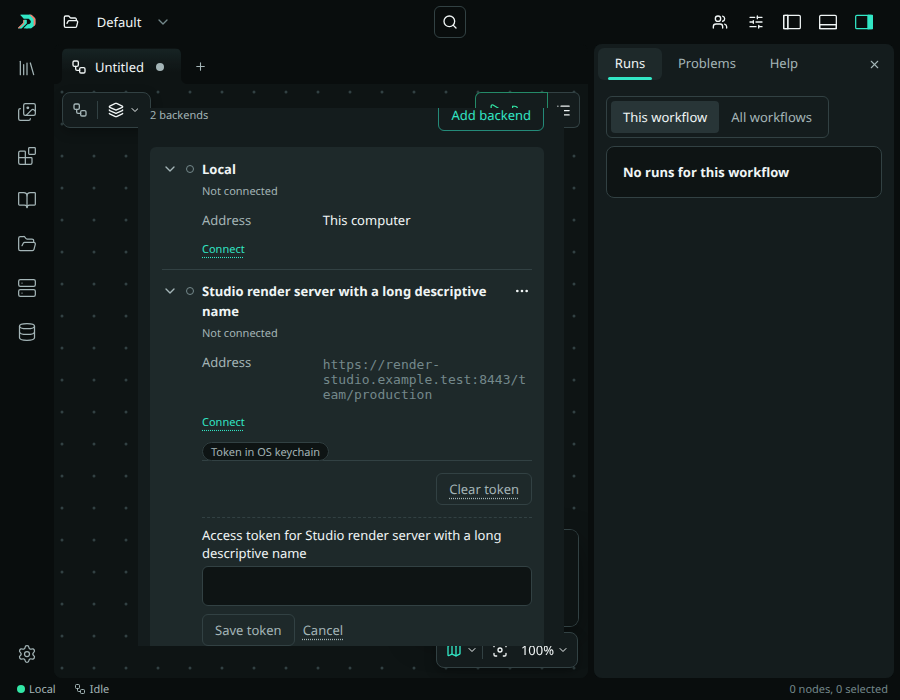 Default
Untitled
Runs
Problems
Help
This workflow
All workflows
No runs for this workflow
2 backends
Add backend
Local
Not connected
Address
This computer
Connect
Studio render server with a long descriptive
name
Not connected
Address
https://render-
studio.example.test:8443/t
eam/production
Connect
Token in OS keychain
Clear token
Access token for Studio render server with a long
descriptive name
Save token
Cancel
100%
Local
Idle
0 nodes, 0 selected